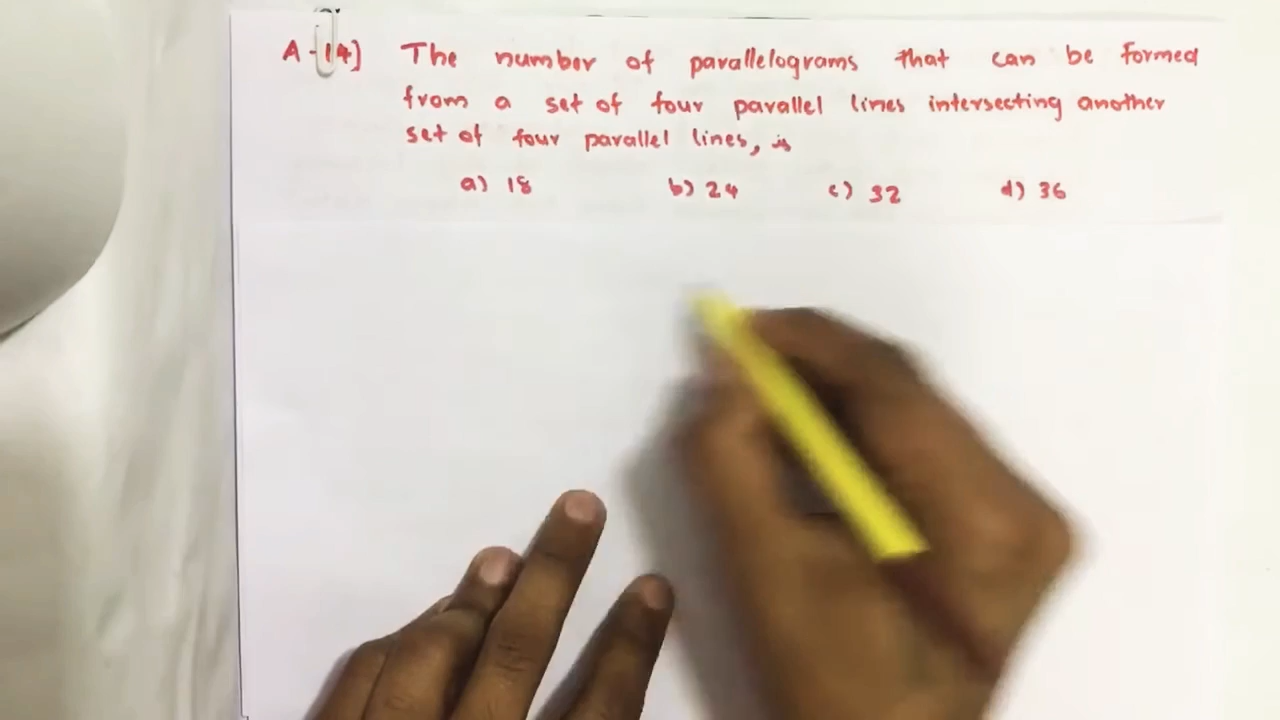 A-14] The number of parallelograms that can be formed
from a set of four parallel lines intersecting another
set of four parallel lines, is
a) 18 b) 24 c) 32 d) 36